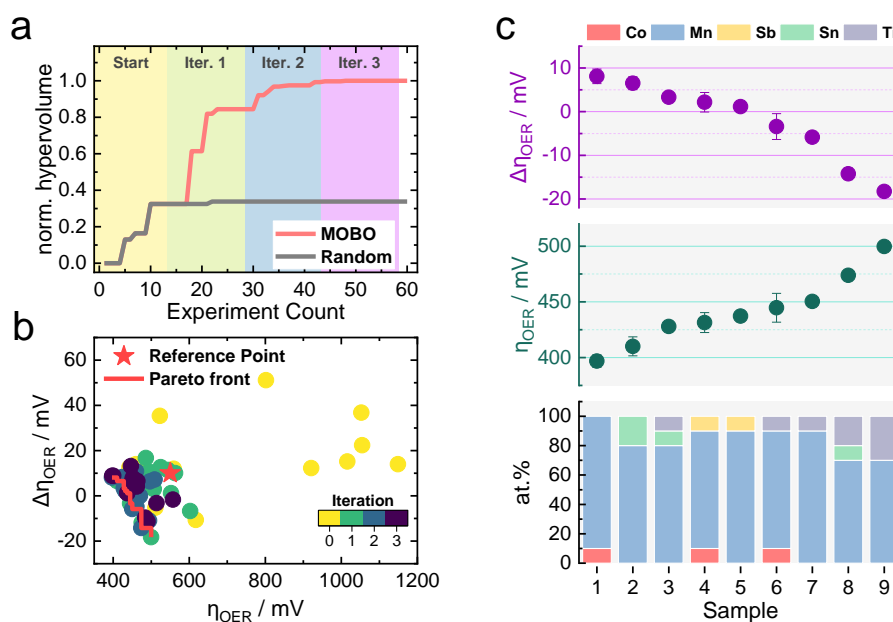 a
Start Iter. 1 Iter. 2 Iter. 3
1.0
0.8
0.6
0.4
0.2
0.0
norm. hypervolume
MOBO
Random
0 10 20 30 40 50 60
Experiment Count
b
Reference Point
Pareto front
60
40
20
0
-20
Δη_OER / mV
Iteration
0 1 2 3
400 600 800 1000 1200
η_OER / mV
c
Co Mn Sb Sn
10
0
-10
-20
Δη_OER / mV
500
450
400
η_OER / mV
100
80
60
40
20
0
at.%
1 2 3 4 5 6 7 8 9
Sample